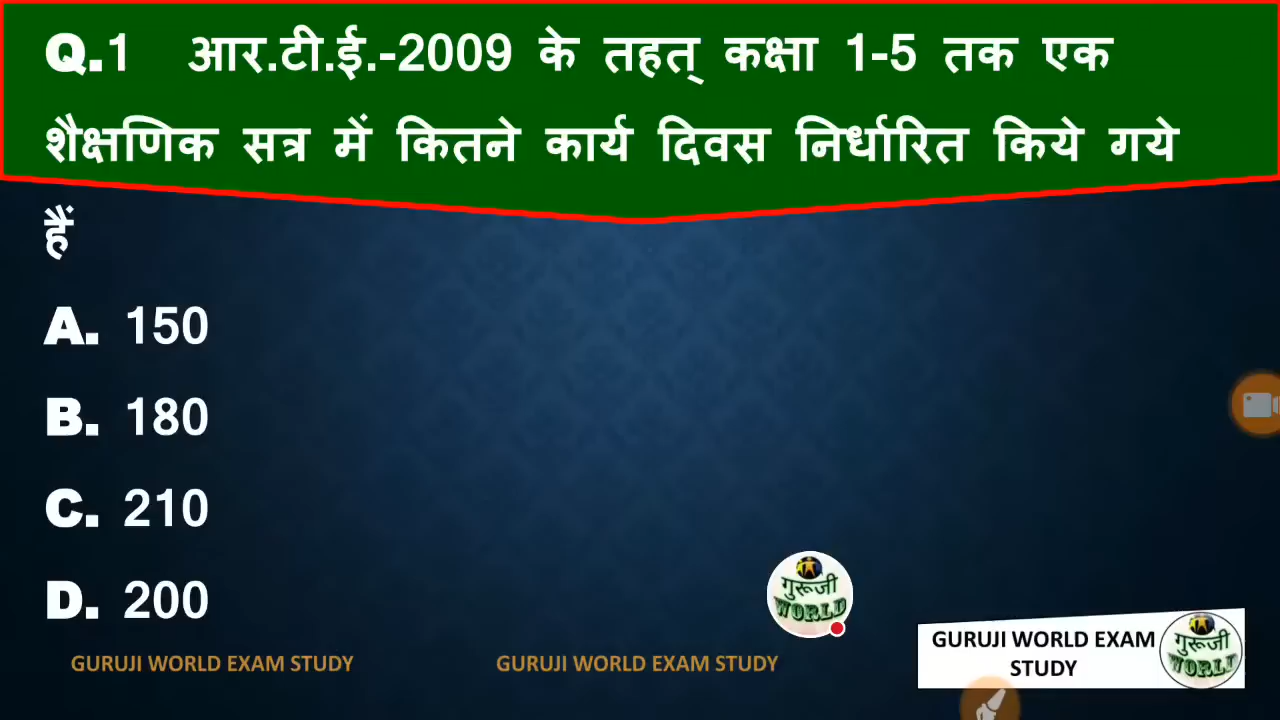 Q.1 आर.टी.ई.-2009 के तहत् कक्षा 1-5 तक एक
शैक्षणिक सत्र में कितने कार्य दिवस निर्धारित किये गये
हैं
A. 150
B. 180
C. 210
D. 200
गुरूजी
WORLD
GURUJI WORLD EXAM STUDY
GURUJI WORLD EXAM STUDY
GURUJI WORLD EXAM
STUDY
गुरूजी
WORLD